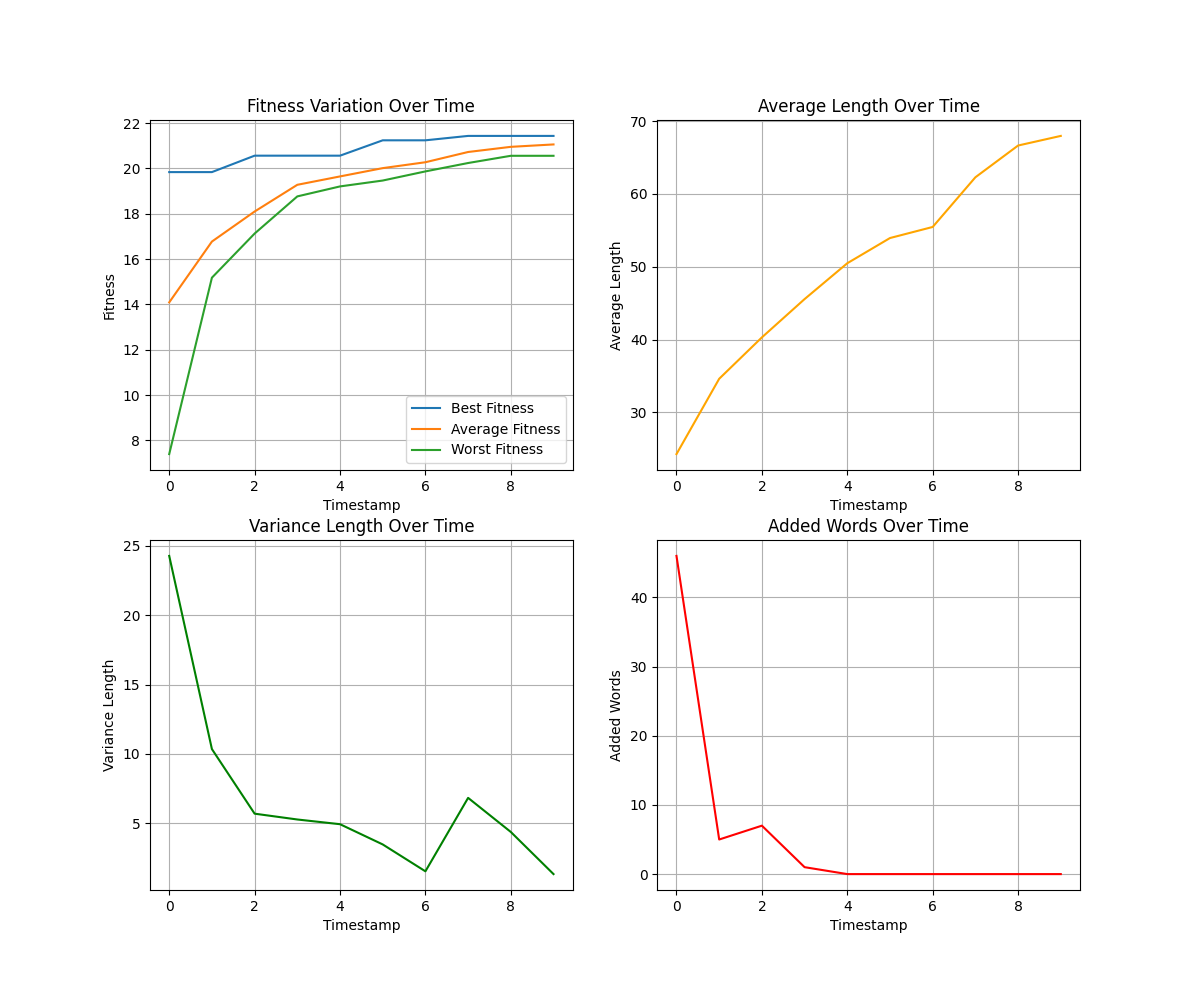 Fitness Variation Over Time
22
20
18
16
14
12
10
8
Fitness
Best Fitness
Average Fitness
Worst Fitness
0 2 4 6 8
Timestamp
Average Length Over Time
70
60
50
40
30
Average Length
0 2 4 6 8
Timestamp
Variance Length Over Time
25
20
15
10
5
Variance Length
0 2 4 6 8
Timestamp
Added Words Over Time
40
30
20
10
0
Added Words
0 2 4 6 8
Timestamp